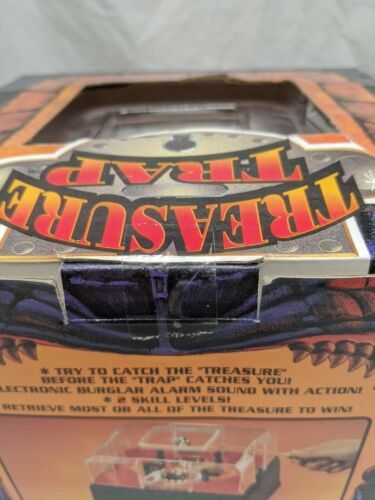 TREASURE
TRAP
* TRY TO CATCH THE "TREASURE"
BEFORE THE "TRAP" CATCHES YOU!
ELECTRONIC BURGLAR ALARM SOUND WITH ACTION!
* 2 SKILL LEVELS!
RETRIEVE MOST OR ALL OF THE TREASURE TO WIN!